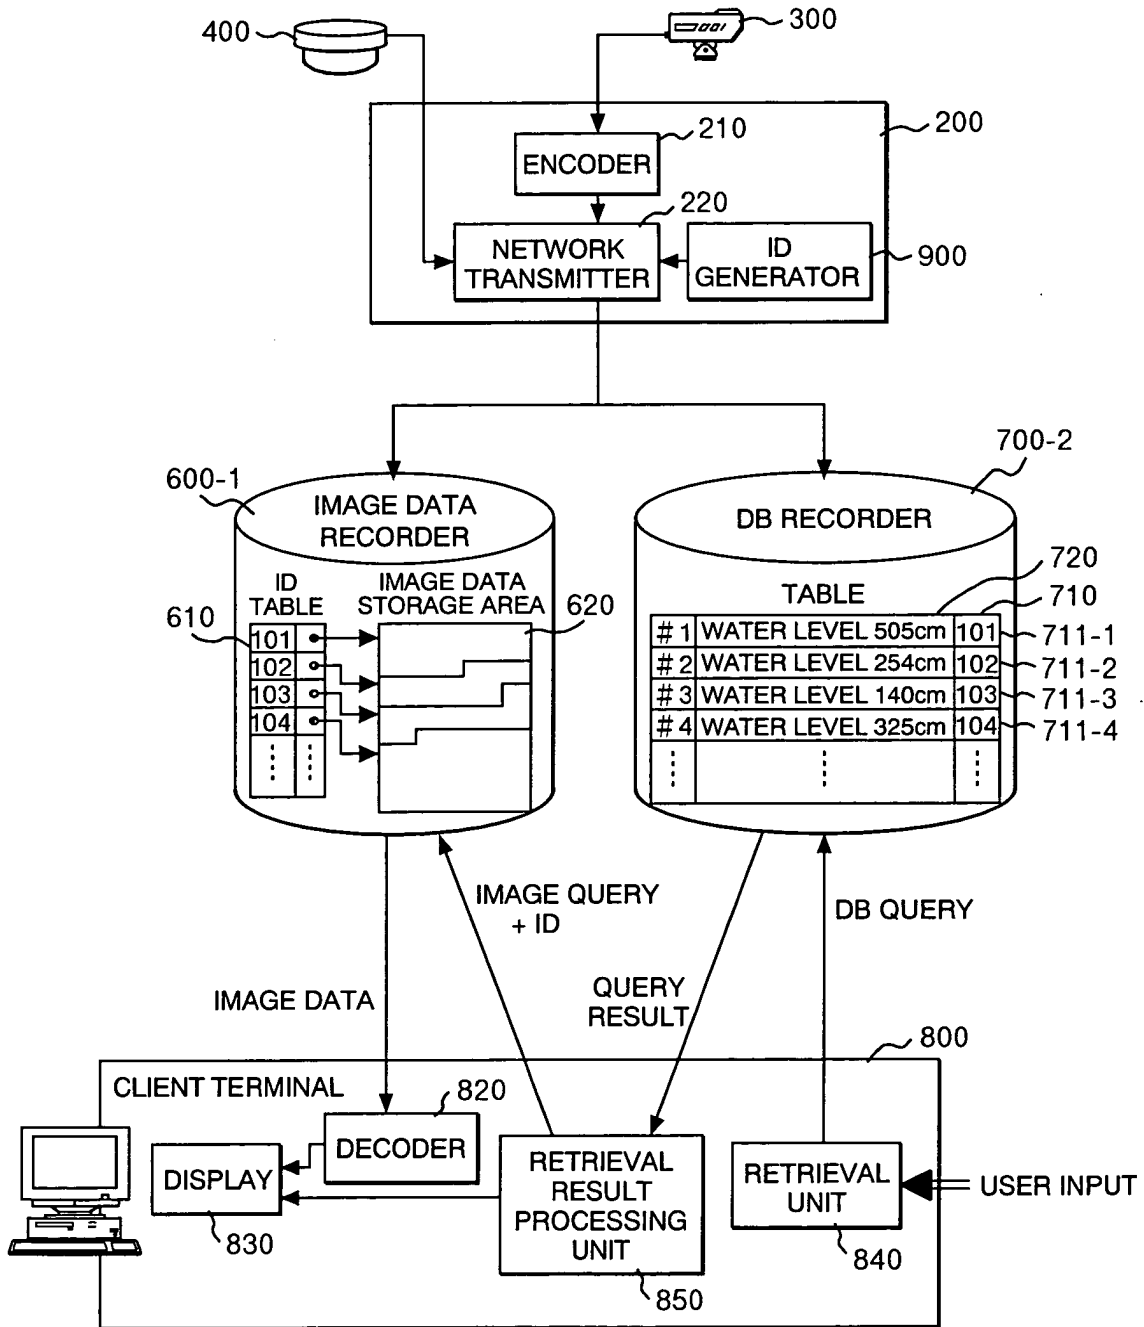 400
300
200
210
ENCODER
220
NETWORK
TRANSMITTER
ID
GENERATOR
900
600-1
IMAGE DATA
RECORDER
ID
TABLE
IMAGE DATA
STORAGE AREA
610
620
101
102
103
104
700-2
DB RECORDER
720
TABLE
710
#1 WATER LEVEL 505cm 101 711-1
#2 WATER LEVEL 254cm 102 711-2
#3 WATER LEVEL 140cm 103 711-3
#4 WATER LEVEL 325cm 104 711-4
IMAGE QUERY
+ ID
DB QUERY
IMAGE DATA
QUERY
RESULT
800
CLIENT TERMINAL
820
DECODER
DISPLAY
830
RETRIEVAL
RESULT
PROCESSING
UNIT
850
RETRIEVAL
UNIT
840
USER INPUT